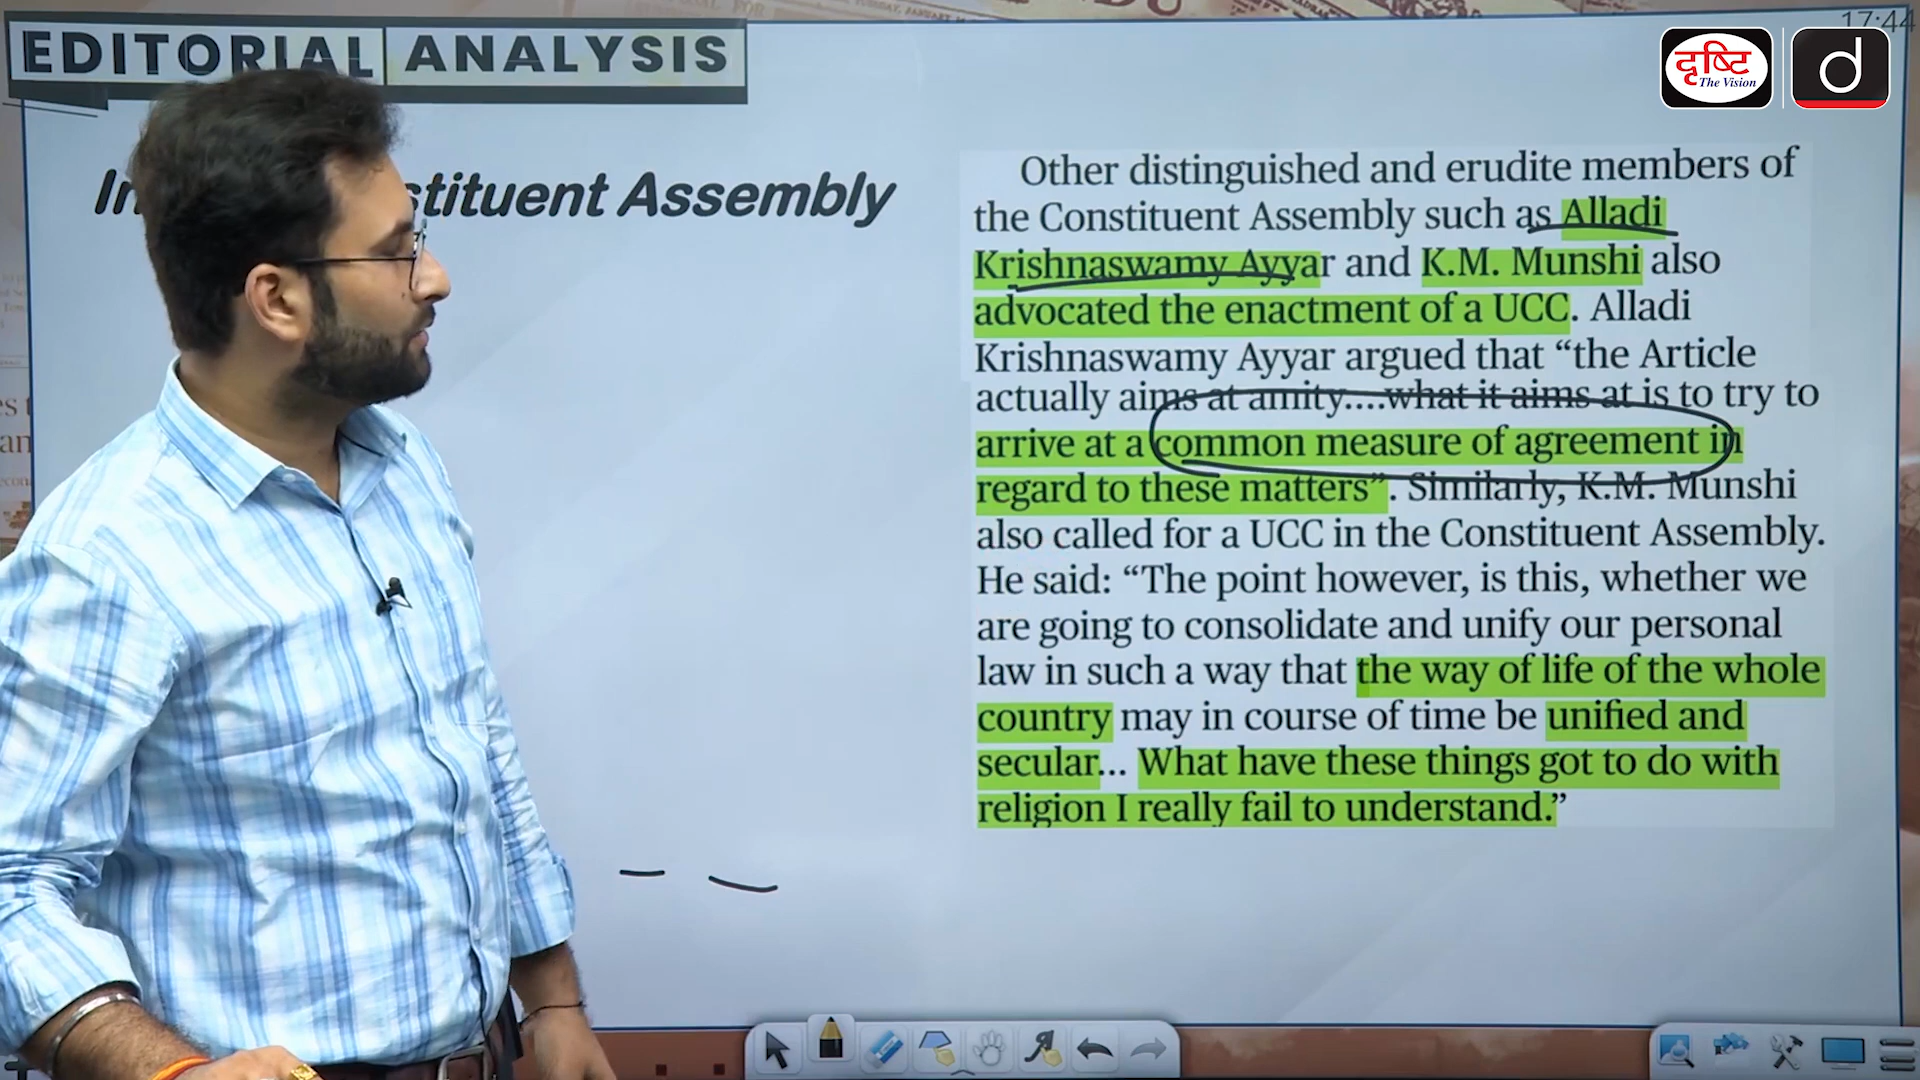 17:44
EDITORIAL ANALYSIS
दृष्टि
The Vision
d
In stituent Assembly
Other distinguished and erudite members of
the Constituent Assembly such as Alladi
Krishnaswamy Ayyar and K.M. Munshi also
advocated the enactment of a UCC. Alladi
Krishnaswamy Ayyar argued that “the Article
actually aims at amity....what it aims at is to try to
arrive at a common measure of agreement in
regard to these matters”. Similarly, K.M. Munshi
also called for a UCC in the Constituent Assembly.
He said: “The point however, is this, whether we
are going to consolidate and unify our personal
law in such a way that the way of life of the whole
country may in course of time be unified and
secular... What have these things got to do with
religion I really fail to understand.”